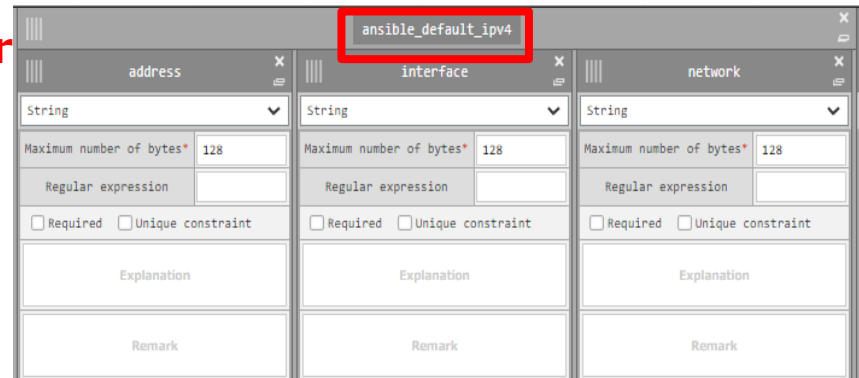 r
ansible_default_ipv4
address interface network
String String String
Maximum number of bytes* 128 Maximum number of bytes* 128 Maximum number of bytes* 128
Regular expression Regular expression Regular expression
Required Unique constraint Required Unique constraint Required Unique constraint
Explanation Explanation Explanation
Remark Remark Remark